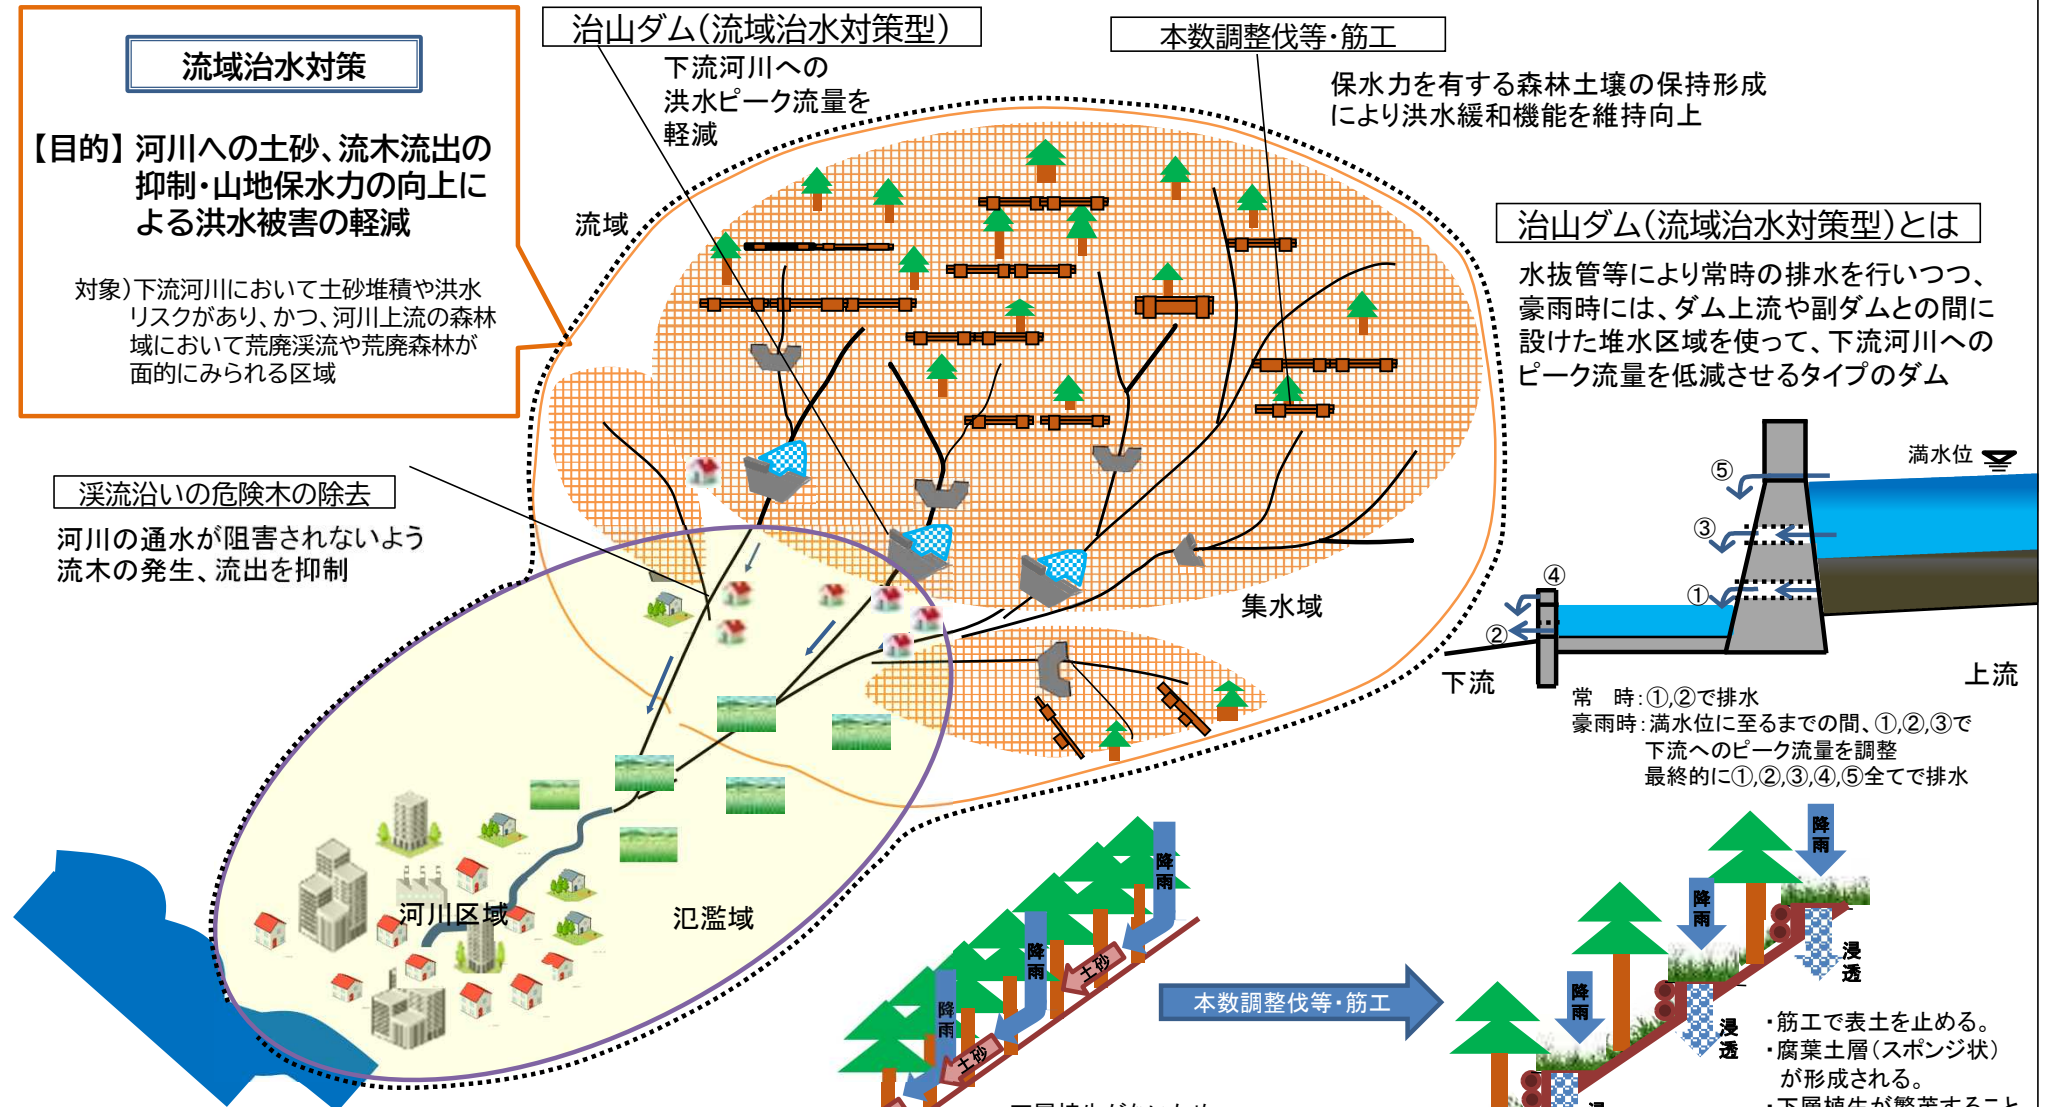 流域治水対策
【目的】河川への土砂、流木流出の
抑制・山地保水力の向上に
よる洪水被害の軽減
対象）下流河川において土砂堆積や洪水
リスクがあり、かつ、河川上流の森林
域において荒廃渓流や荒廃森林が
面的にみられる区域
治山ダム（流域治水対策型）
下流河川への
洪水ピーク流量を
軽減
本数調整伐等・筋工
保水力を有する森林土壌の保持形成
により洪水緩和機能を維持向上
流域
渓流沿いの危険木の除去
河川の通水が阻害されないよう
流木の発生、流出を抑制
集水域
氾濫域
河川区域
治山ダム（流域治水対策型）とは
水抜管等により常時の排水を行いつつ、
豪雨時には、ダム上流や副ダムとの間に
設けた堆水区域を使って、下流河川への
ピーク流量を低減させるタイプのダム
満水位
⑤
③
①
④
②
下流
上流
常　時：①,②で排水
豪雨時：満水位に至るまでの間、①,②,③で
下流へのピーク流量を調整
最終的に①,②,③,④,⑤全てで排水
降雨
降雨
降雨
土砂
土砂
本数調整伐等・筋工
降雨
降雨
降雨
浸透
浸透
・筋工で表土を止める。
・腐葉土層（スポンジ状）
が形成される。
・下層植生が繁茂すること